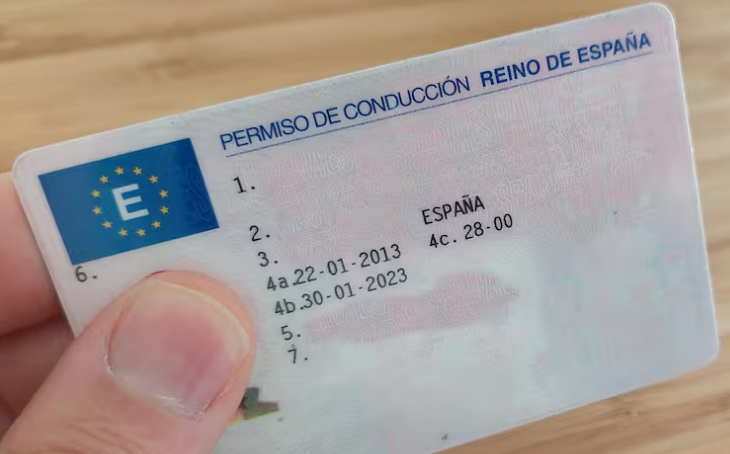 PERMISO DE CONDUCCIÓN REINO DE ESPAÑA
E
1.
2.
3. ESPAÑA
4a.22-01-2013 4c. 28-00
4b.30-01-2023
5.
6.
7.